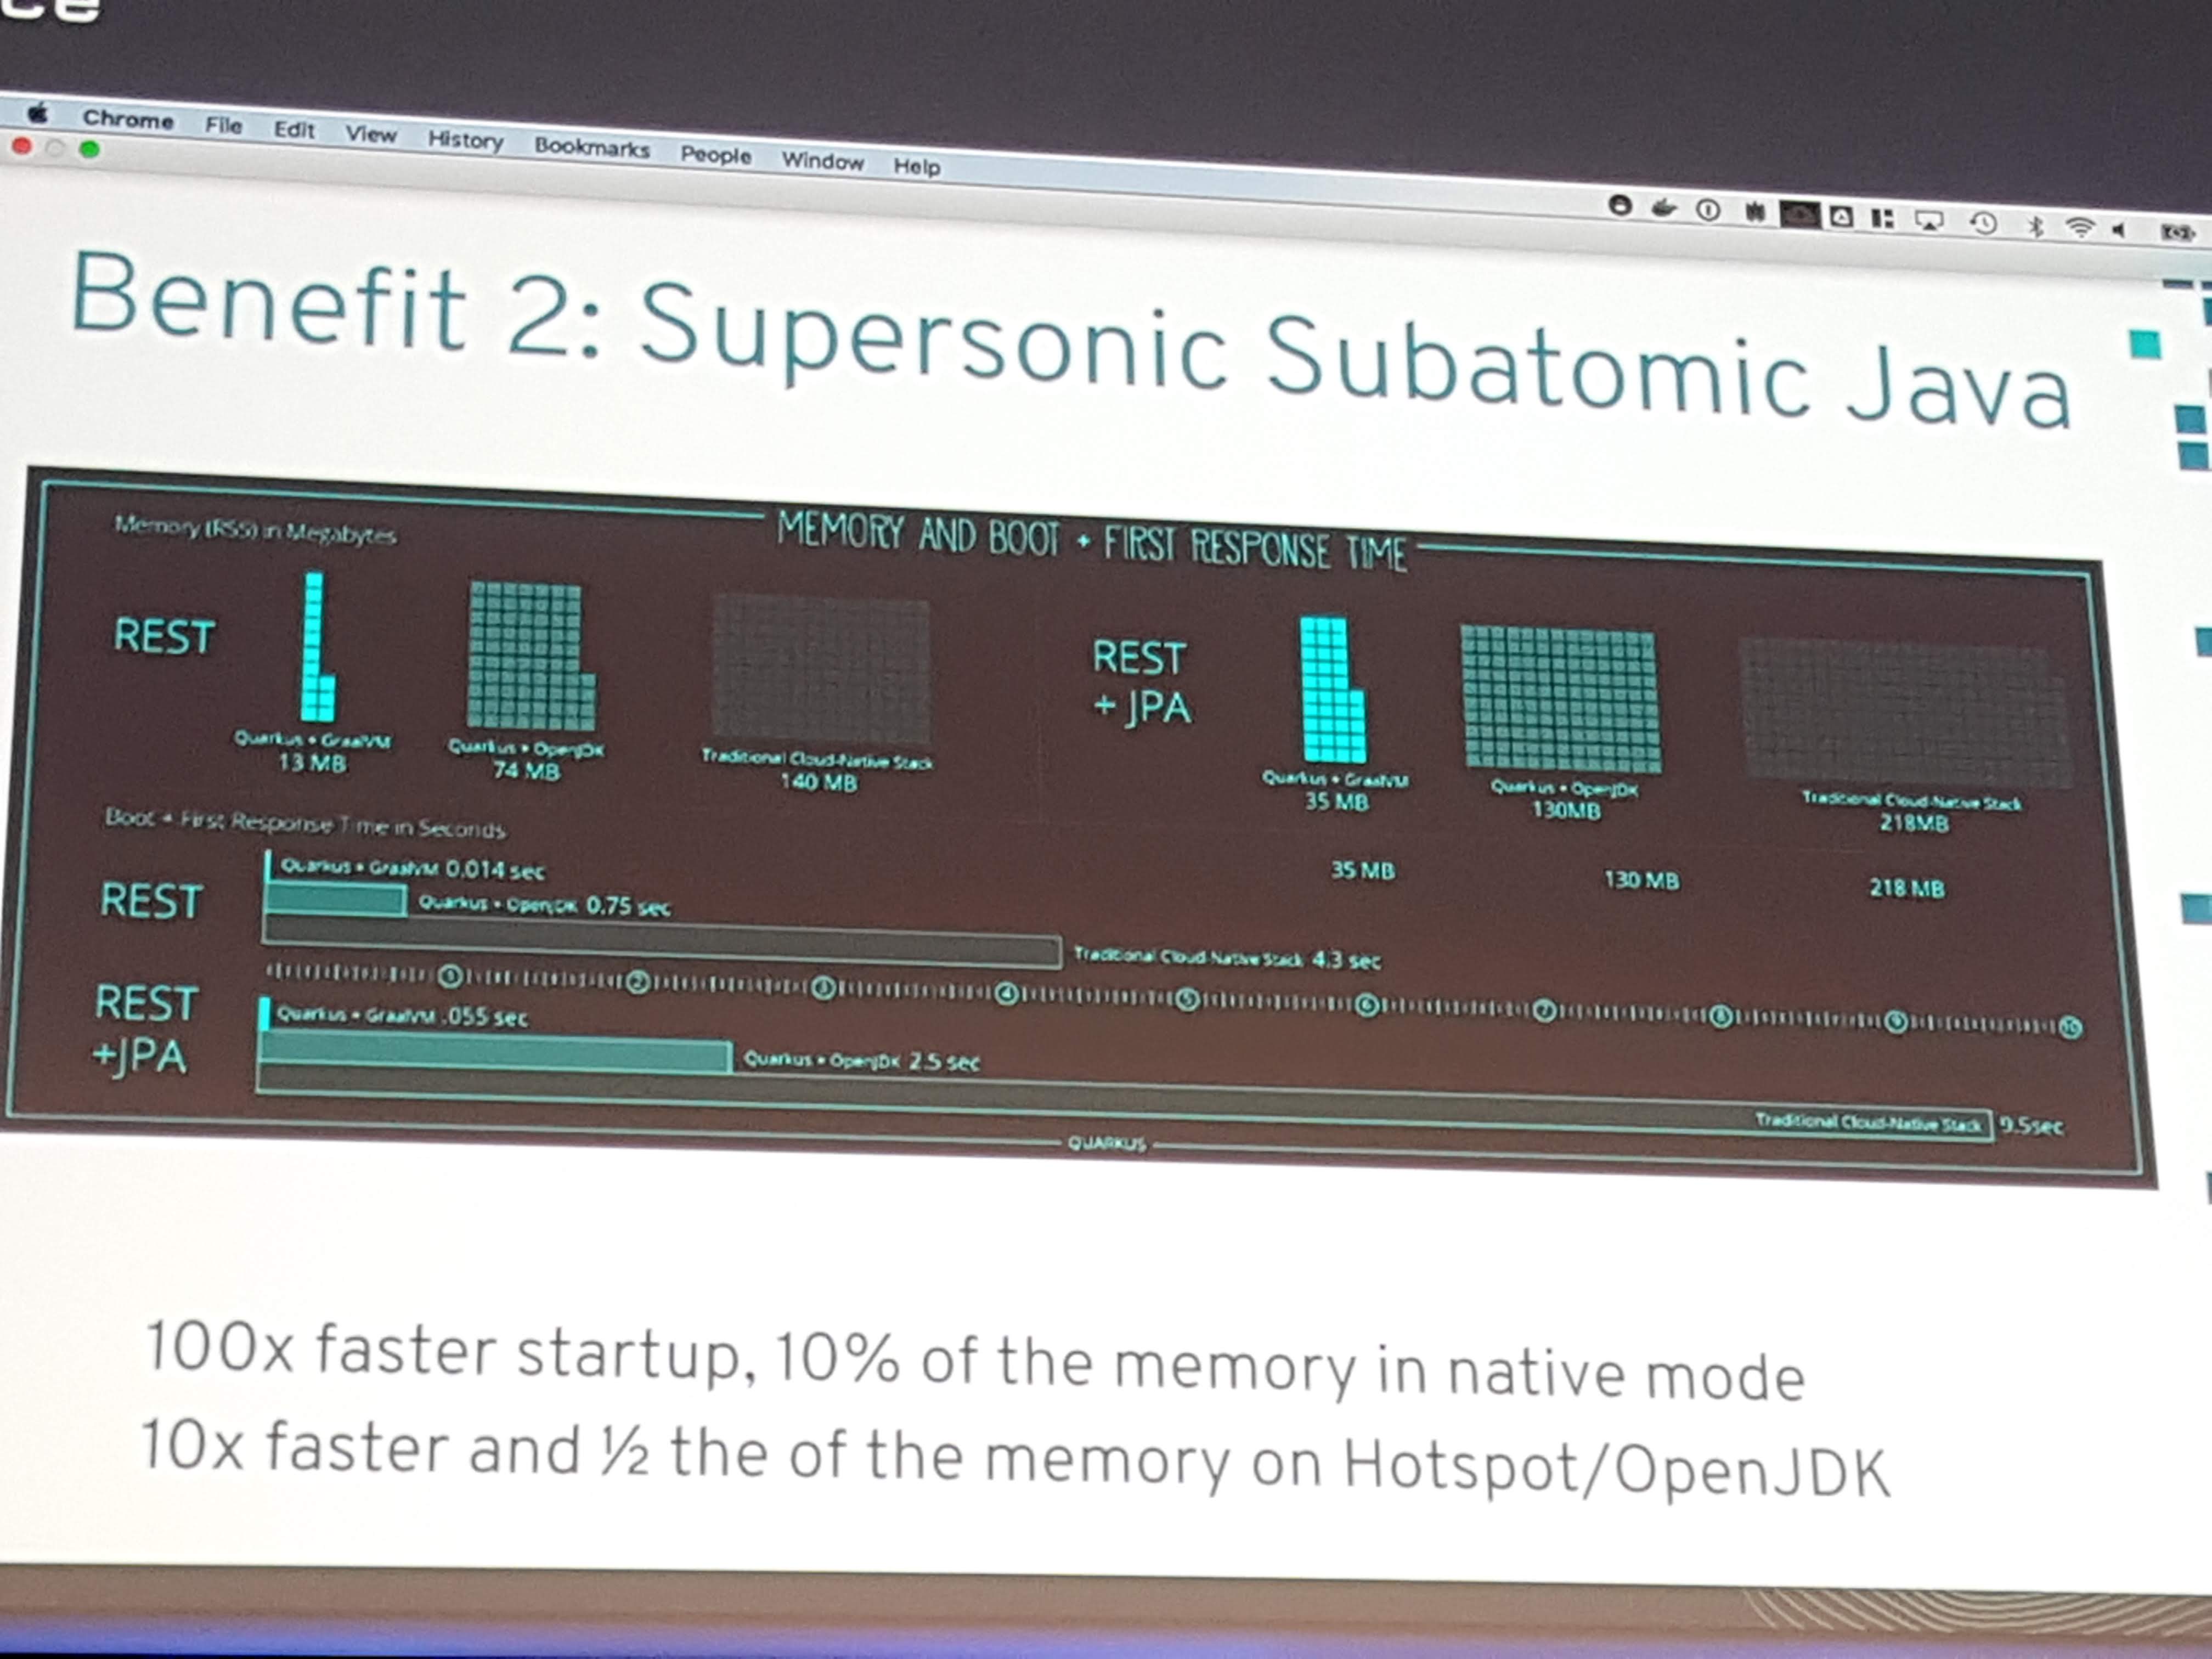 ce
Chrome File Edit View History Bookmarks People Window Help
Benefit 2: Supersonic Subatomic Java
MEMORY AND BOOT + FIRST RESPONSE TIME
Memory (RSS) in Megabytes
REST
Quarkus + GraalVM
13 MB
Quarkus + OpenJDK
74 MB
Traditional Cloud-Native Stack
140 MB
REST
+ JPA
Quarkus + GraalVM
35 MB
Quarkus + OpenJDK
130MB
Traditional Cloud-Native Stack
218MB
35 MB
130 MB
218 MB
Boot + First Response Time in Seconds
REST
Quarkus + GraalVM 0.014 sec
Quarkus + OpenJDK 0.75 sec
Traditional Cloud-Native Stack 4.3 sec
1 2 3 4 5 6 7 8 9 10
REST
+JPA
Quarkus + GraalVM .055 sec
Quarkus + OpenJDK 2.5 sec
Traditional Cloud-Native Stack 9.5sec
QUARKUS
100x faster startup, 10% of the memory in native mode
10x faster and ½ the of the memory on Hotspot/OpenJDK